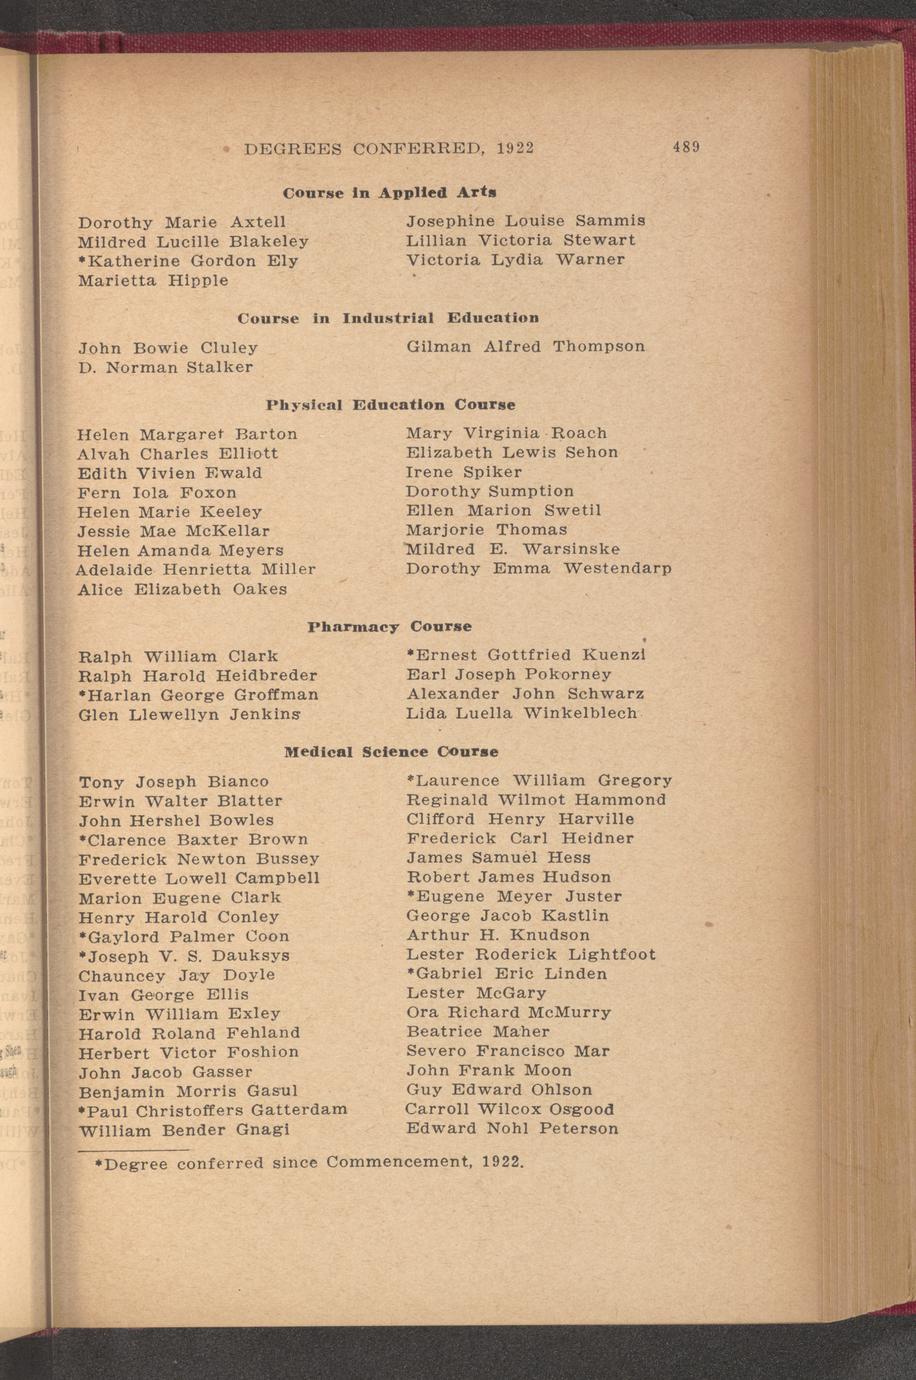 DEGREES CONFERRED, 1922 489
Course in Applied Arts
Dorothy Marie Axtell
Mildred Lucille Blakeley
*Katherine Gordon Ely
Marietta Hipple
Josephine Louise Sammis
Lillian Victoria Stewart
Victoria Lydia Warner
Course in Industrial Education
John Bowie Cluley
D. Norman Stalker
Gilman Alfred Thompson
Physical Education Course
Helen Margaret Barton
Alvah Charles Elliott
Edith Vivien Ewald
Fern Iola Foxon
Helen Marie Keeley
Jessie Mae McKellar
Helen Amanda Meyers
Adelaide Henrietta Miller
Alice Elizabeth Oakes
Mary Virginia Roach
Elizabeth Lewis Sehon
Irene Spiker
Dorothy Sumption
Ellen Marion Swetil
Marjorie Thomas
Mildred E. Warsinske
Dorothy Emma Westendarp
Pharmacy Course
Ralph William Clark
Ralph Harold Heidbreder
*Harlan George Groffman
Glen Llewellyn Jenkins
*Ernest Gottfried Kuenzi
Earl Joseph Pokorney
Alexander John Schwarz
Lida Luella Winkelblech
Medical Science Course
Tony Joseph Bianco
Erwin Walter Blatter
John Hershel Bowles
*Clarence Baxter Brown
Frederick Newton Bussey
Everette Lowell Campbell
Marion Eugene Clark
Henry Harold Conley
*Gaylord Palmer Coon
*Joseph V. S. Dauksys
Chauncey Jay Doyle
Ivan George Ellis
Erwin William Exley
Harold Roland Fehland
Herbert Victor Foshion
John Jacob Gasser
Benjamin Morris Gasul
*Paul Christoffers Gatterdam
William Bender Gnagi
*Laurence William Gregory
Reginald Wilmot Hammond
Clifford Henry Harville
Frederick Carl Heidner
James Samuel Hess
Robert James Hudson
*Eugene Meyer Juster
George Jacob Kastlin
Arthur H. Knudson
Lester Roderick Lightfoot
*Gabriel Eric Linden
Lester McGary
Ora Richard McMurry
Beatrice Maher
Severo Francisco Mar
John Frank Moon
Guy Edward Ohlson
Carroll Wilcox Osgood
Edward Nohl Peterson
*Degree conferred since Commencement, 1922.